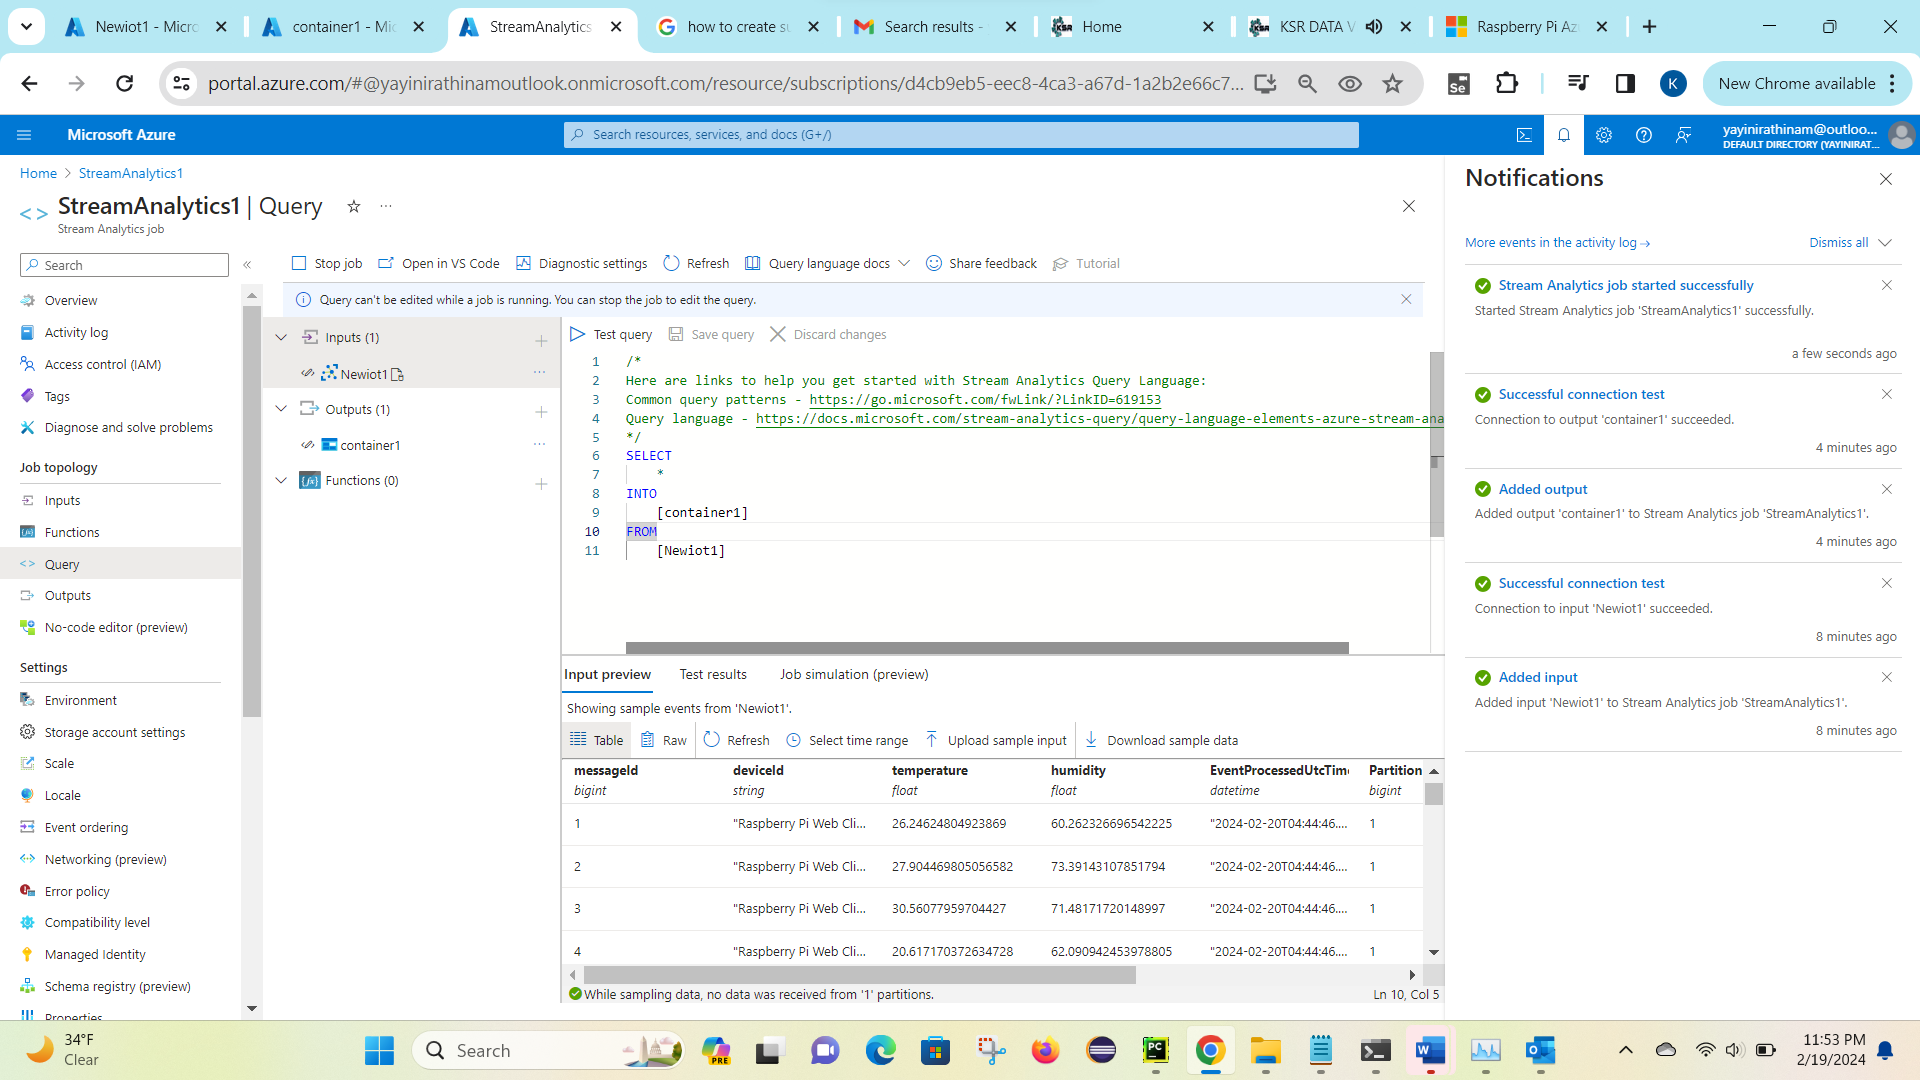 Newiot1 - Micro
container1 - Mic
StreamAnalytics
how to create su
Search results -
Home
KSR DATA V
Raspberry Pi Az
portal.azure.com/#@yayinirathinamoutlook.onmicrosoft.com/resource/subscriptions/d4cb9eb5-eec8-4ca3-a67d-1a2b2e66c7...
Se
K
New Chrome available
Microsoft Azure
Search resources, services, and docs (G+/)
yayinirathinam@outloo...
DEFAULT DIRECTORY (YAYINIRAT...
Home > StreamAnalytics1
StreamAnalytics1 | Query
Stream Analytics job
Search
Overview
Activity log
Access control (IAM)
Tags
Diagnose and solve problems
Job topology
Inputs
Functions
Query
Outputs
No-code editor (preview)
Settings
Environment
Storage account settings
Scale
Locale
Event ordering
Networking (preview)
Error policy
Compatibility level
Managed Identity
Schema registry (preview)
Properties
Stop job
Open in VS Code
Diagnostic settings
Refresh
Query language docs
Share feedback
Tutorial
Query can't be edited while a job is running. You can stop the job to edit the query.
Inputs (1)
Newiot1
Outputs (1)
container1
Functions (0)
Test query
Save query
Discard changes
1 /*
2 Here are links to help you get started with Stream Analytics Query Language:
3 Common query patterns - https://go.microsoft.com/fwLink/?LinkID=619153
4 Query language - https://docs.microsoft.com/stream-analytics-query/query-language-elements-azure-stream-ana
5 */
6 SELECT
7 *
8 INTO
9 [container1]
10 FROM
11 [Newiot1]
Input preview
Test results
Job simulation (preview)
Showing sample events from 'Newiot1'.
Table
Raw
Refresh
Select time range
Upload sample input
Download sample data
messageId deviceId temperature humidity EventProcessedUtcTime Partition
bigint string float float datetime bigint
1 "Raspberry Pi Web Cli... 26.24624804923869 60.262326696542225 "2024-02-20T04:44:46.... 1
2 "Raspberry Pi Web Cli... 27.904469805056582 73.39143107851794 "2024-02-20T04:44:46.... 1
3 "Raspberry Pi Web Cli... 30.56077959704427 71.48171720148997 "2024-02-20T04:44:46.... 1
4 "Raspberry Pi Web Cli... 20.617170372634728 62.090942453978805 "2024-02-20T04:44:46.... 1
While sampling data, no data was received from '1' partitions.
Ln 10, Col 5
Notifications
More events in the activity log →
Dismiss all
Stream Analytics job started successfully
Started Stream Analytics job 'StreamAnalytics1' successfully.
a few seconds ago
Successful connection test
Connection to output 'container1' succeeded.
4 minutes ago
Added output
Added output 'container1' to Stream Analytics job 'StreamAnalytics1'.
4 minutes ago
Successful connection test
Connection to input 'Newiot1' succeeded.
8 minutes ago
Added input
Added input 'Newiot1' to Stream Analytics job 'StreamAnalytics1'.
8 minutes ago
34°F
Clear
Search
PRE
PC
11:53 PM
2/19/2024